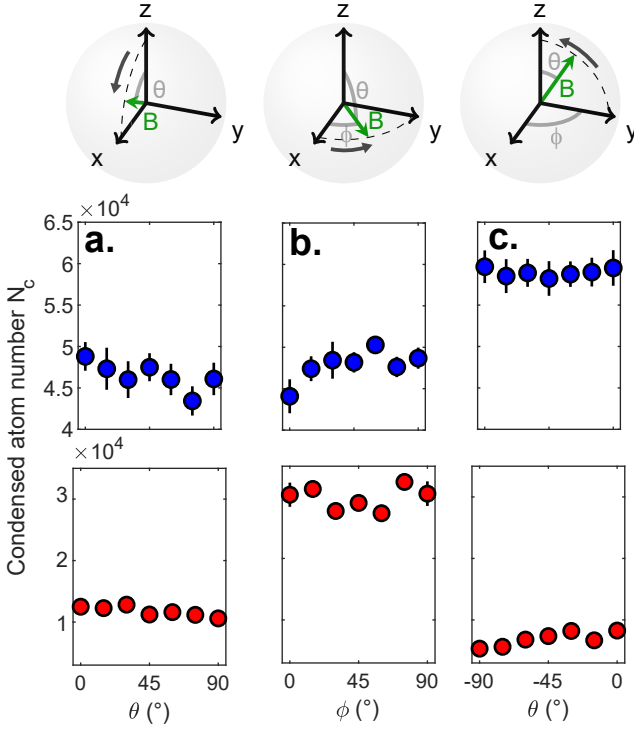 z z z
θ θ θ
B B B
ϕ ϕ
x y x y x y
×10⁴
6.5
6
5.5
5
4.5
4
a. b. c.
Condensed atom number N_c
×10⁴
3
2
1
0 45 90 0 45 90 -90 -45 0
θ (°) ϕ (°) θ (°)